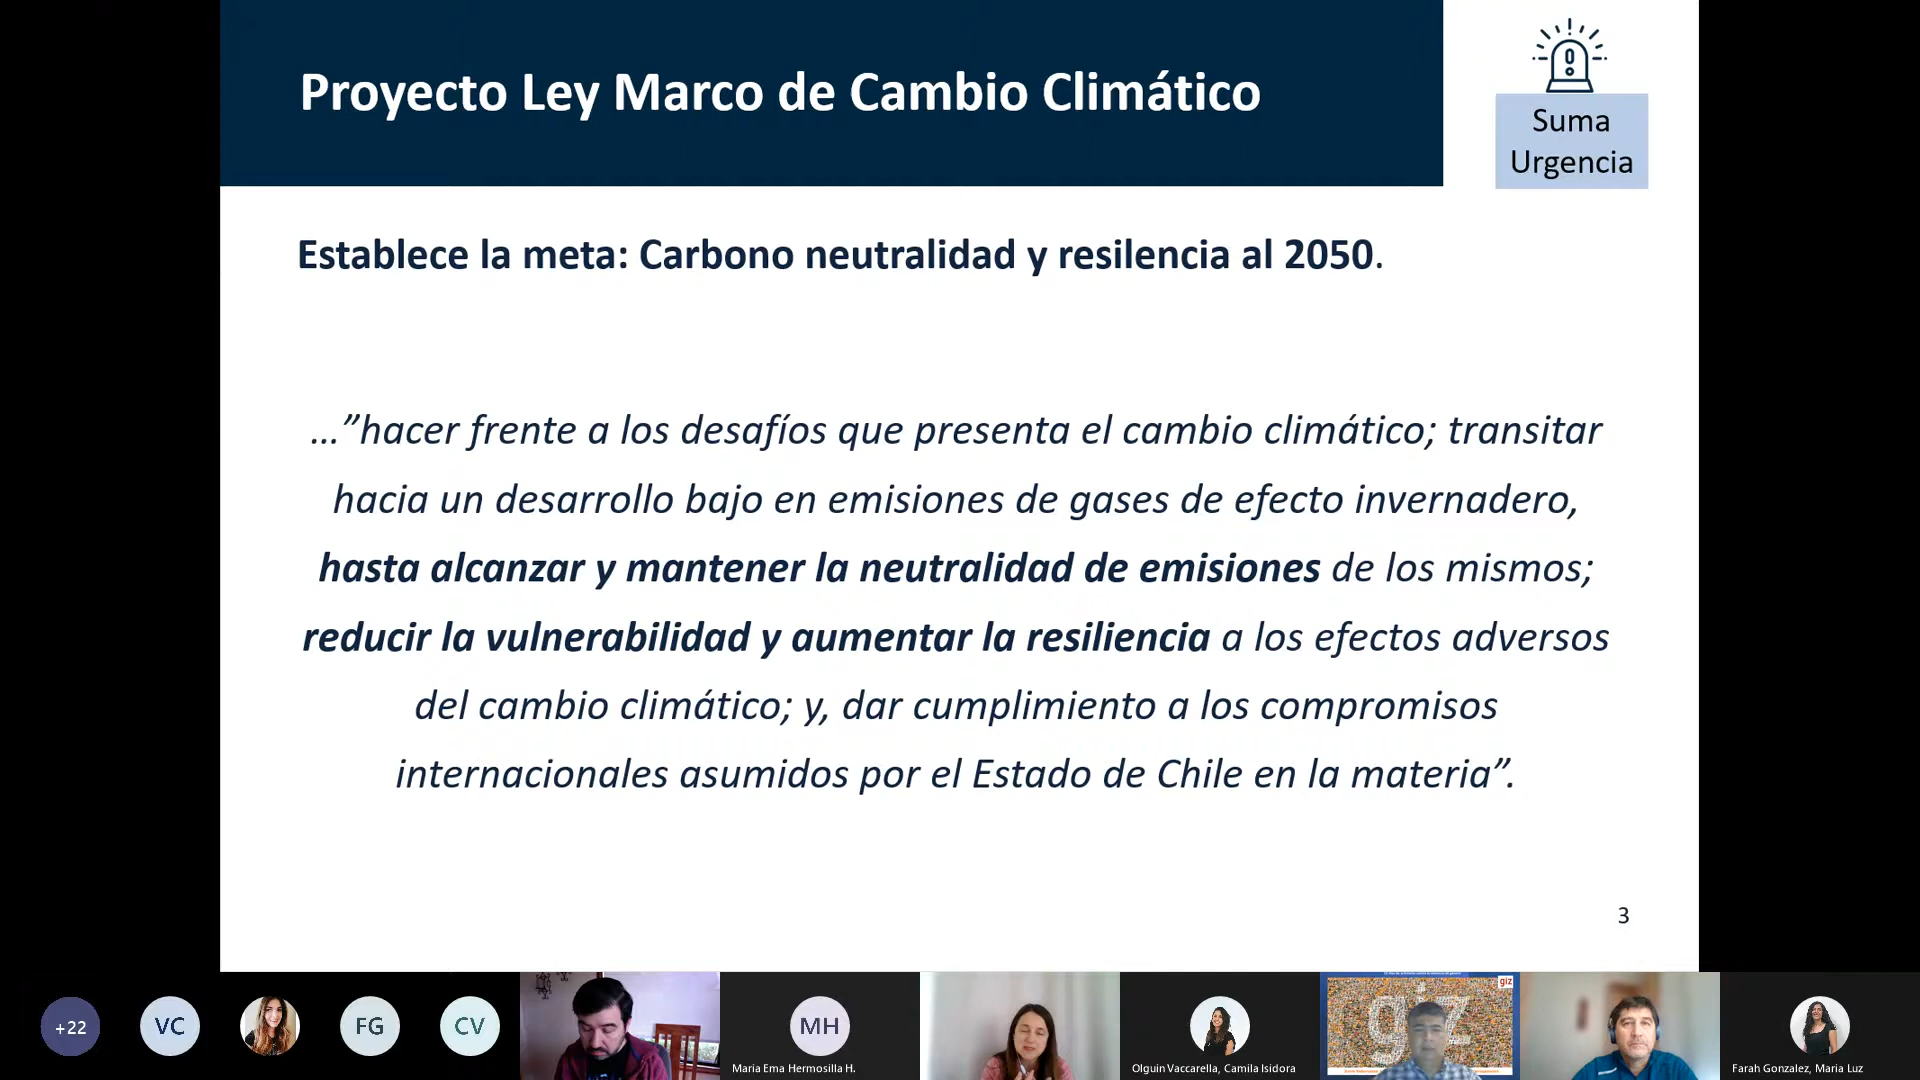 Proyecto Ley Marco de Cambio Climático
Suma
Urgencia
Establece la meta: Carbono neutralidad y resilencia al 2050.
...”hacer frente a los desafíos que presenta el cambio climático; transitar
hacia un desarrollo bajo en emisiones de gases de efecto invernadero,
hasta alcanzar y mantener la neutralidad de emisiones de los mismos;
reducir la vulnerabilidad y aumentar la resiliencia a los efectos adversos
del cambio climático; y, dar cumplimiento a los compromisos
internacionales asumidos por el Estado de Chile en la materia”.
3
+22
VC
FG
CV
MH
Maria Ema Hermosilla H.
Olguin Vaccarella, Camila Isidora
giz
giz
Farah Gonzalez, Maria Luz